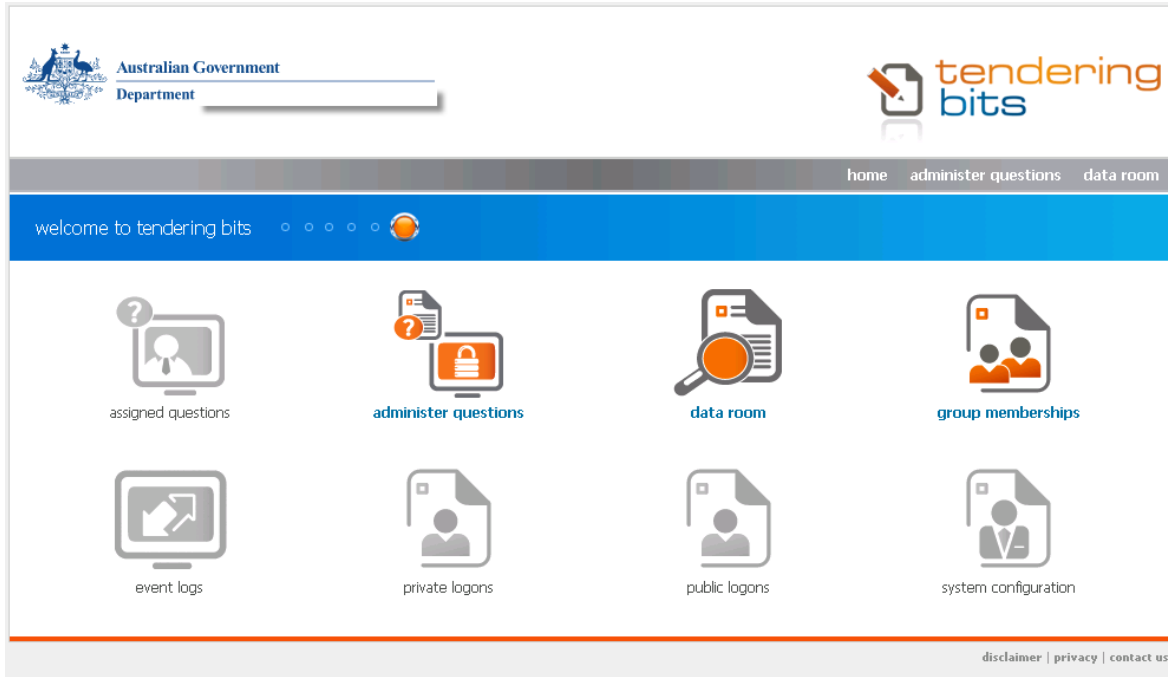 Australian Government
Department
tendering
bits
home administer questions data room
welcome to tendering bits
assigned questions administer questions data room group memberships
event logs private logons public logons system configuration
disclaimer | privacy | contact us